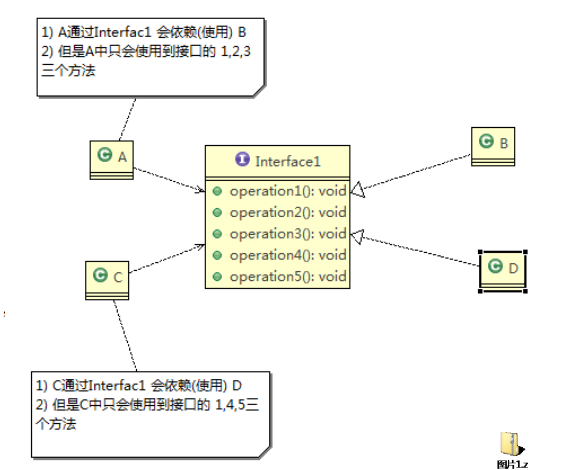 1) A通过Interfac1 会依赖(使用) B
2) 但是A中只会使用到接口的 1,2,3
三个方法
C A
I Interface1
operation1(): void
operation2(): void
operation3(): void
operation4(): void
operation5(): void
C B
C C
C D
1) C通过Interfac1 会依赖(使用) D
2) 但是C中只会使用到接口的 1,4,5三
个方法
图片1.z